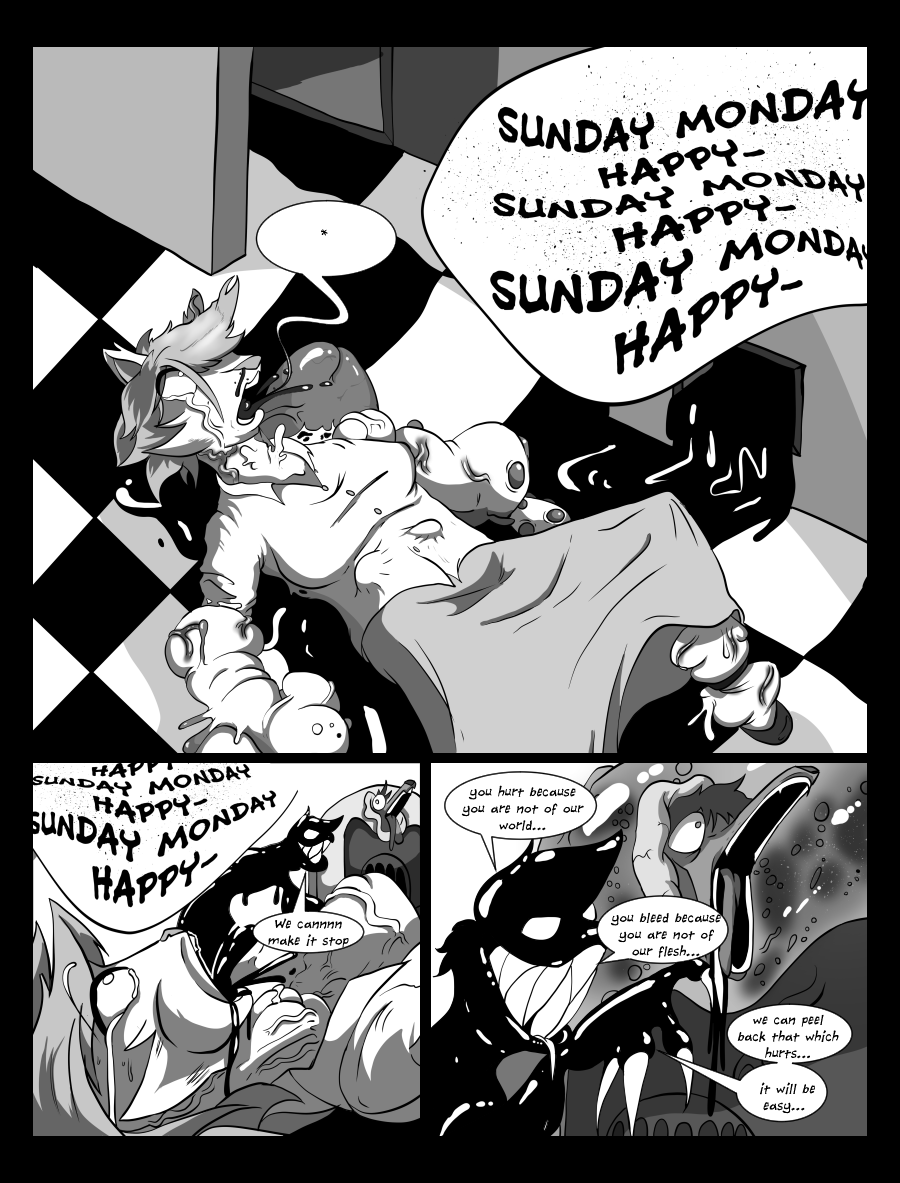 SUNDAY MONDAY
HAPPY-
SUNDAY MONDAY
HAPPY-
SUNDAY MONDAY
HAPPY-
*
HAPPY
SUNDAY MONDAY
HAPPY-
SUNDAY MONDAY
HAPPY-
We cannnn
make it stop
you hurt because
you are not of our
world...
you bleed because
you are not of
our flesh...
we can peel
back that which
hurts...
it will be
easy...